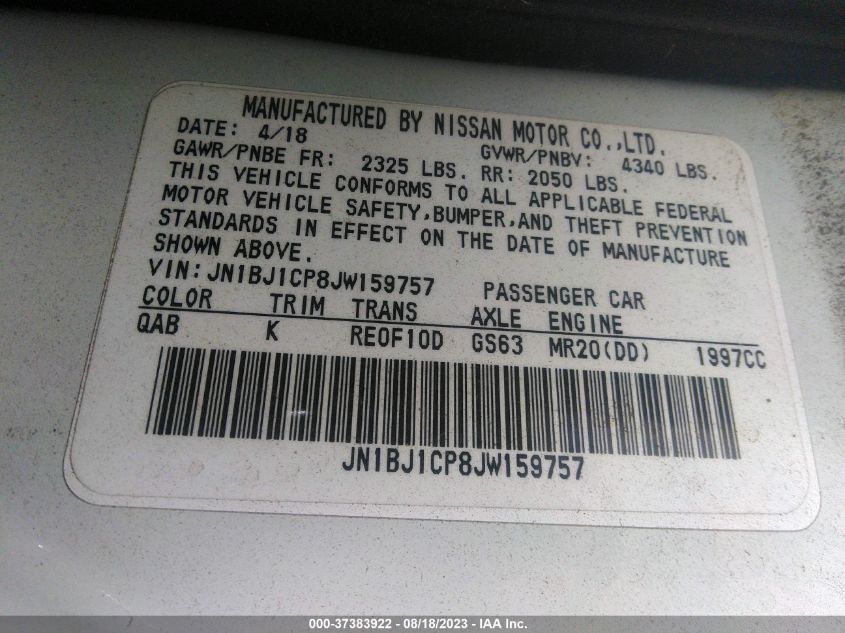 MANUFACTURED BY NISSAN MOTOR CO.,LTD.
DATE: 4/18 GVWR/PNBV: 4340 LBS.
GAWR/PNBE FR: 2325 LBS. RR: 2050 LBS.
THIS VEHICLE CONFORMS TO ALL APPLICABLE FEDERAL
MOTOR VEHICLE SAFETY,BUMPER,AND THEFT PREVENTION
STANDARDS IN EFFECT ON THE DATE OF MANUFACTURE
SHOWN ABOVE.
VIN:JN1BJ1CP8JW159757 PASSENGER CAR
COLOR TRIM TRANS AXLE ENGINE
QAB K RE0F10D GS63 MR20(DD) 1997CC
JN1BJ1CP8JW159757
000-37383922 - 08/18/2023 - IAA Inc.